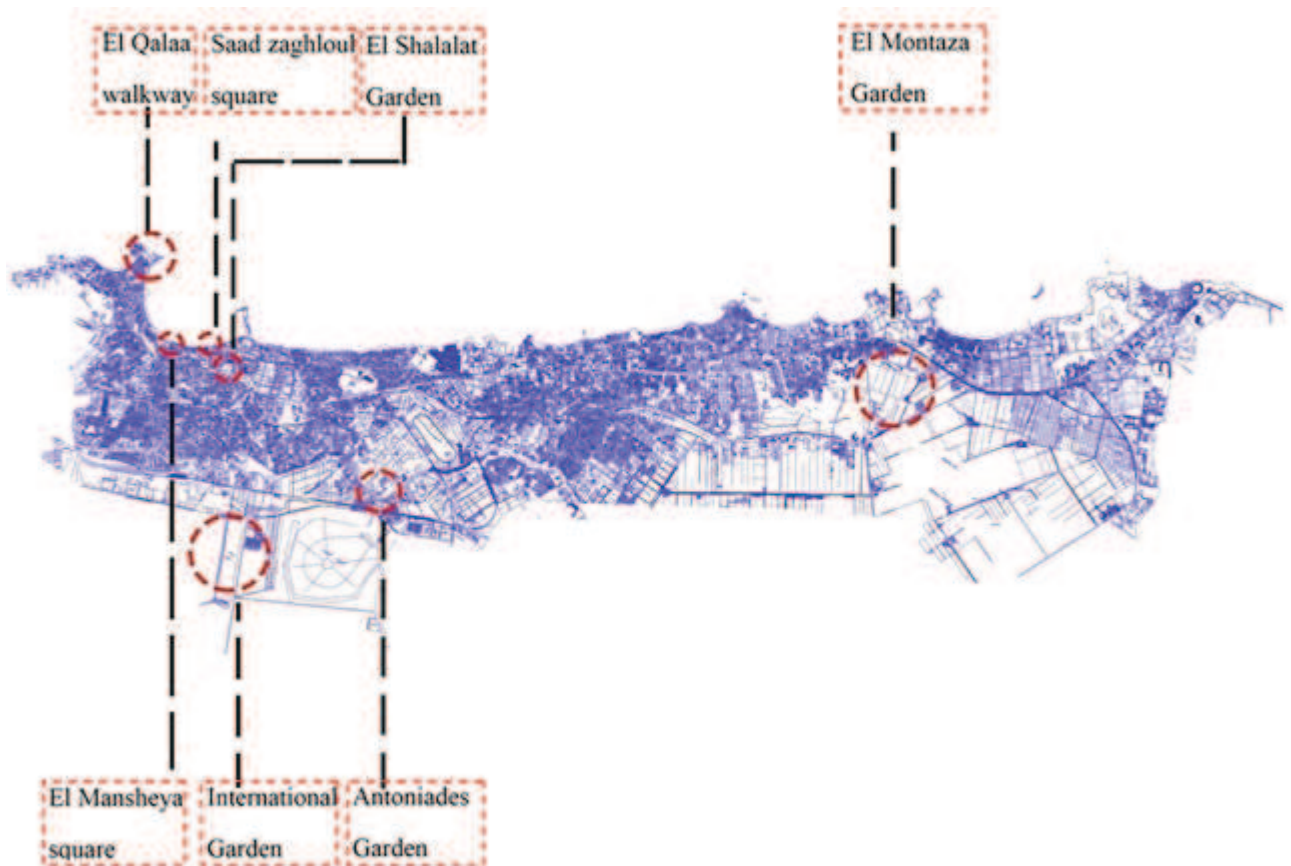 El Qalaa
walkway
Saad zaghloul
square
El Shalalat
Garden
El Montaza
Garden
El Mansheya
square
International
Garden
Antoniades
Garden